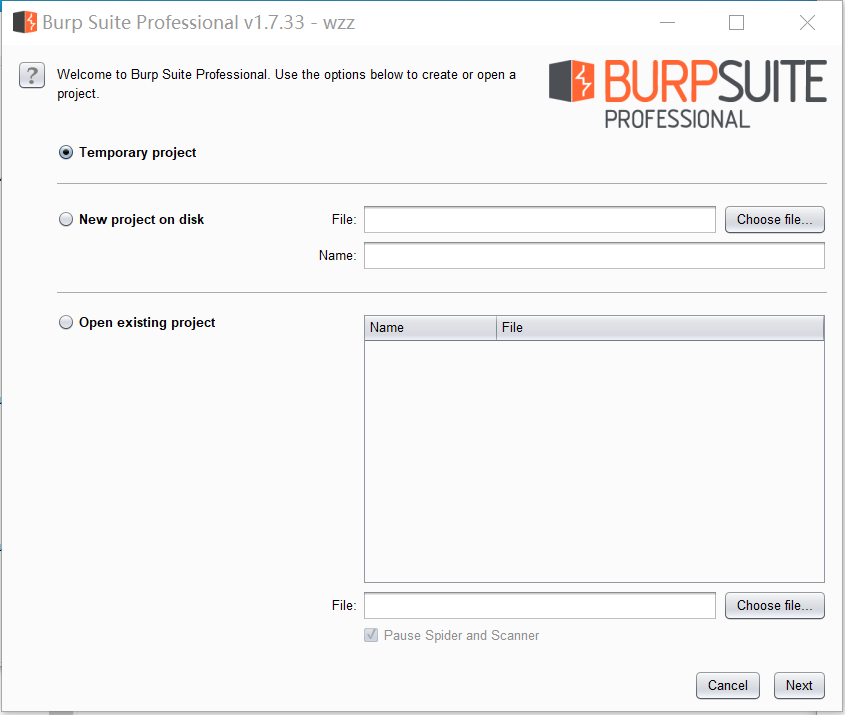 Burp Suite Professional v1.7.33 - wzz
?
Welcome to Burp Suite Professional. Use the options below to create or open a
project.
BURPSUITE
PROFESSIONAL
Temporary project
New project on disk
File:
Choose file...
Name:
Open existing project
Name
File
File:
Choose file...
Pause Spider and Scanner
Cancel
Next